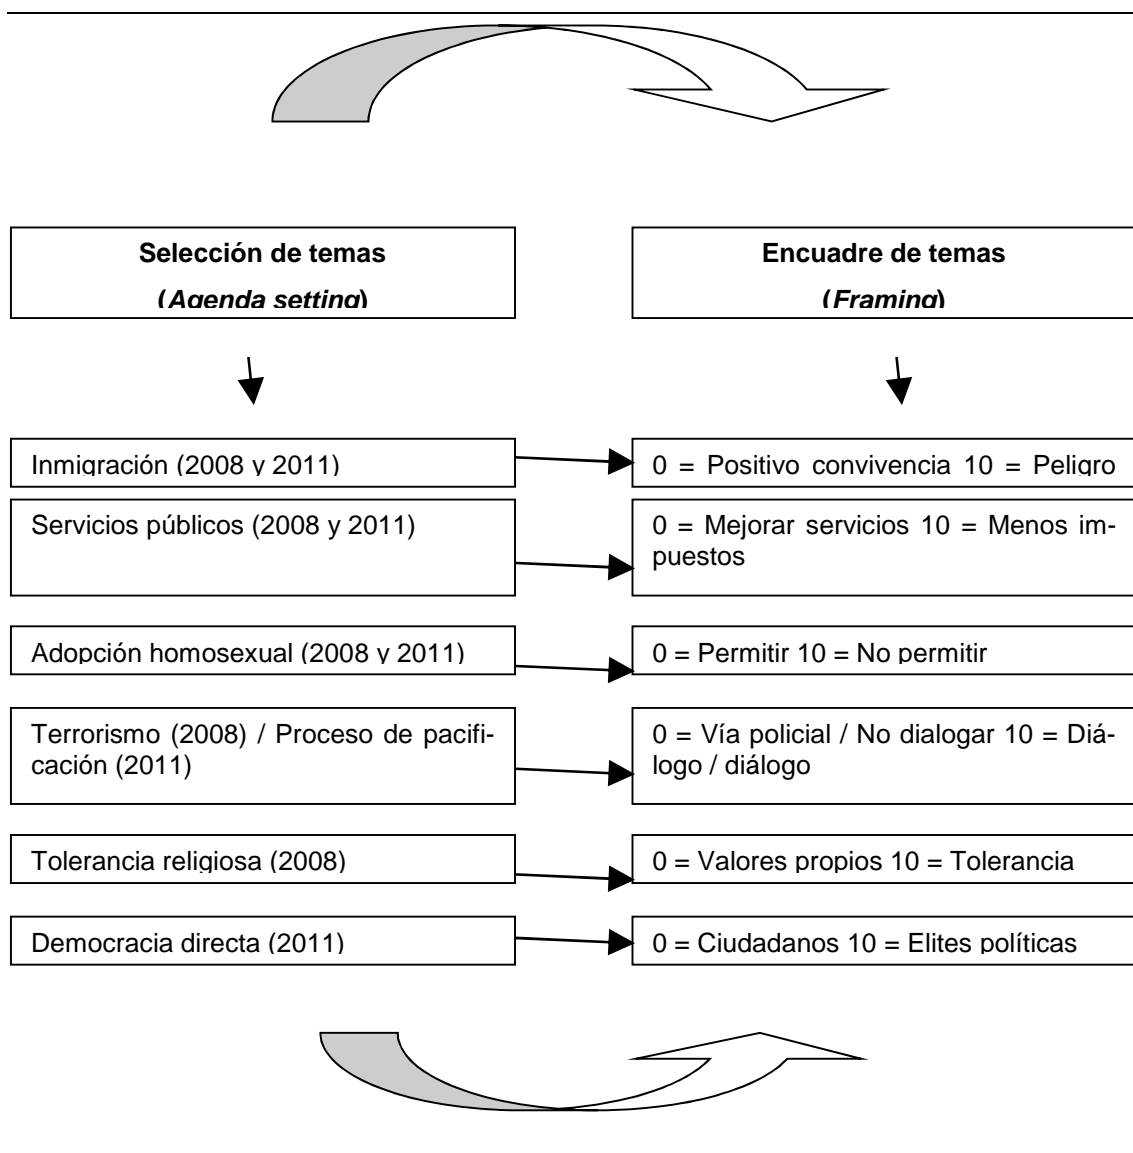 Selección de temas
(Agenda setting)
Encuadre de temas
(Framing)
Inmigración (2008 y 2011)
0 = Positivo convivencia 10 = Peligro
Servicios públicos (2008 y 2011)
0 = Mejorar servicios 10 = Menos im-
puestos
Adopción homosexual (2008 y 2011)
0 = Permitir 10 = No permitir
Terrorismo (2008) / Proceso de pacifi-
cación (2011)
0 = Vía policial / No dialogar 10 = Diá-
logo / diálogo
Tolerancia religiosa (2008)
0 = Valores propios 10 = Tolerancia
Democracia directa (2011)
0 = Ciudadanos 10 = Elites políticas